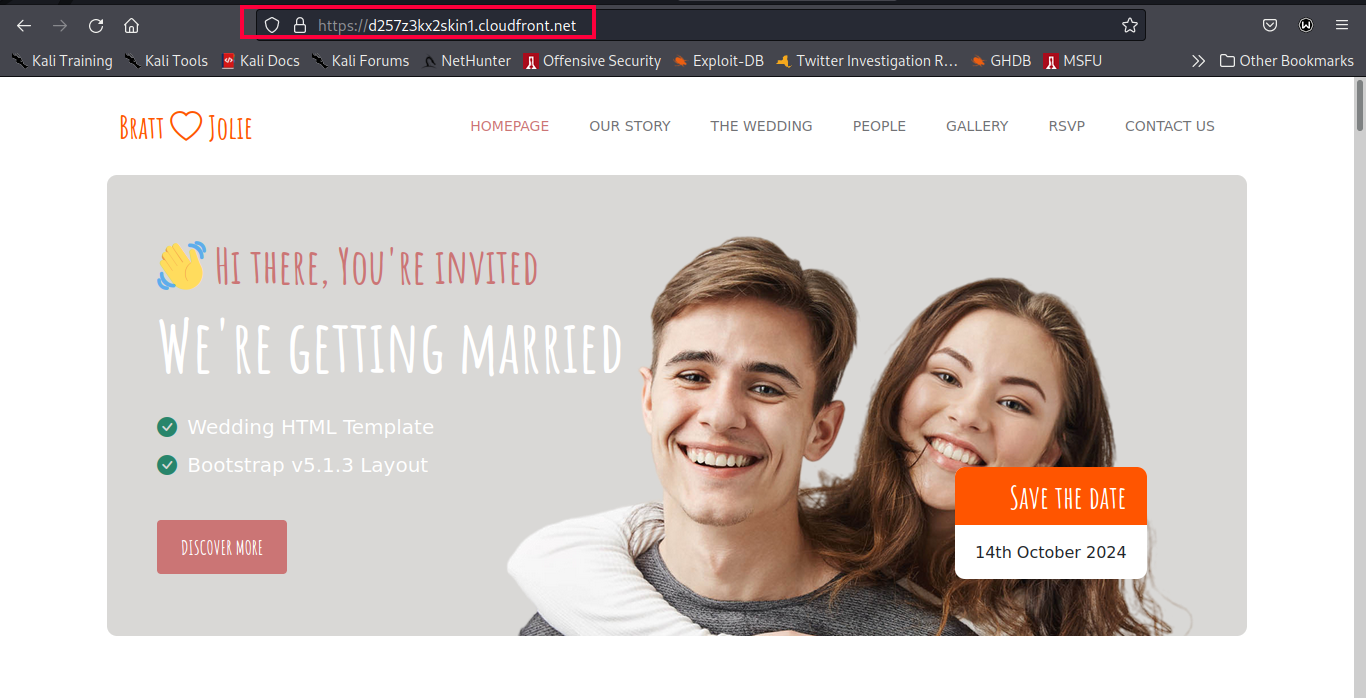 https://d257z3kx2skin1.cloudfront.net
Kali Training Kali Tools Kali Docs Kali Forums NetHunter Offensive Security Exploit-DB Twitter Investigation R... GHDB MSFU Other Bookmarks
Bratt Jolie HOMEPAGE OUR STORY THE WEDDING PEOPLE GALLERY RSVP CONTACT US
Hi there, You're invited
We're getting married
Wedding HTML Template
Bootstrap v5.1.3 Layout
DISCOVER MORE
Save the date
14th October 2024